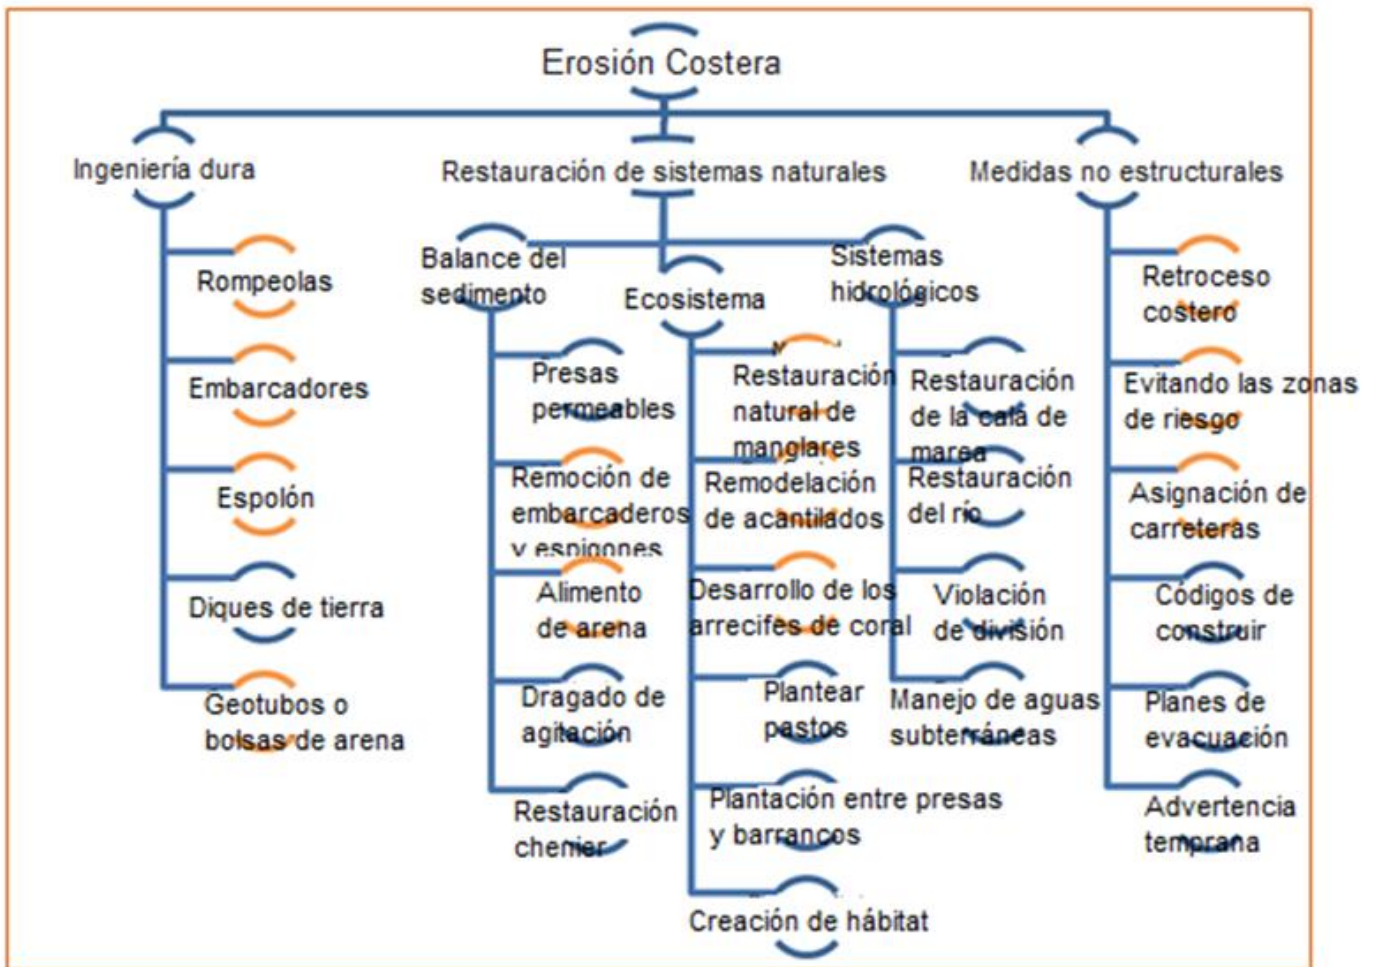 Erosión Costera
Ingeniería dura
Rompeolas
Embarcadores
Espolón
Diques de tierra
Geotubos o
bolsas de arena
Restauración de sistemas naturales
Balance del
sedimento
Presas
permeables
Remoción de
embarcaderos
y espigones
Alimento
de arena
Dragado de
agitación
Restauración
chenier
Ecosistema
Restauración
natural de
manglares
Remodelación
de acantilados
Desarrollo de los
arrecifes de coral
Plantear
pastos
Plantación entre presas
y barrancos
Creación de hábitat
Sistemas
hidrológicos
Restauración
de la cala de
marea
Restauración
del río
Violación
de división
Manejo de aguas
subterráneas
Medidas no estructurales
Retroceso
costero
Evitando las zonas
de riesgo
Asignación de
carreteras
Códigos de
construir
Planes de
evacuación
Advertencia
temprana